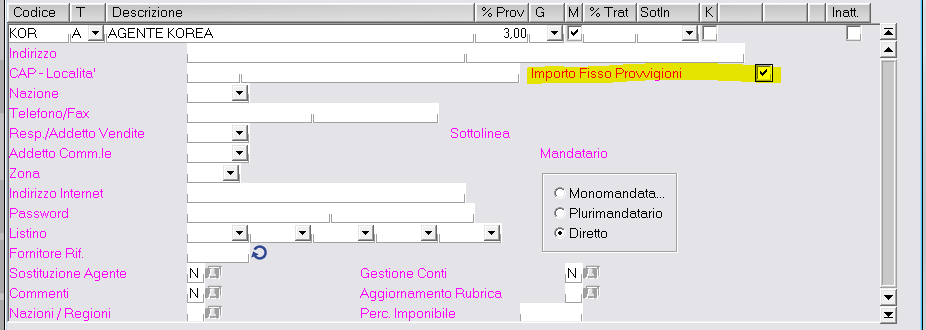 Codice T Descrizione % Prov G M % Trat Sotln K Inatt.
KOR A AGENTE KOREA 3,00
Indirizzo
CAP - Localita' Importo Fisso Provvigioni
Nazione
Telefono/Fax
Resp./Addetto Vendite Sottolinea
Addetto Comm.le Mandatario
Zona
Indirizzo Internet Monomandata...
Password Plurimandatario
Listino Diretto
Fornitore Rif.
Sostituzione Agente N Gestione Conti N
Commenti N Aggiornamento Rubrica
Nazioni / Regioni Perc. Imponibile